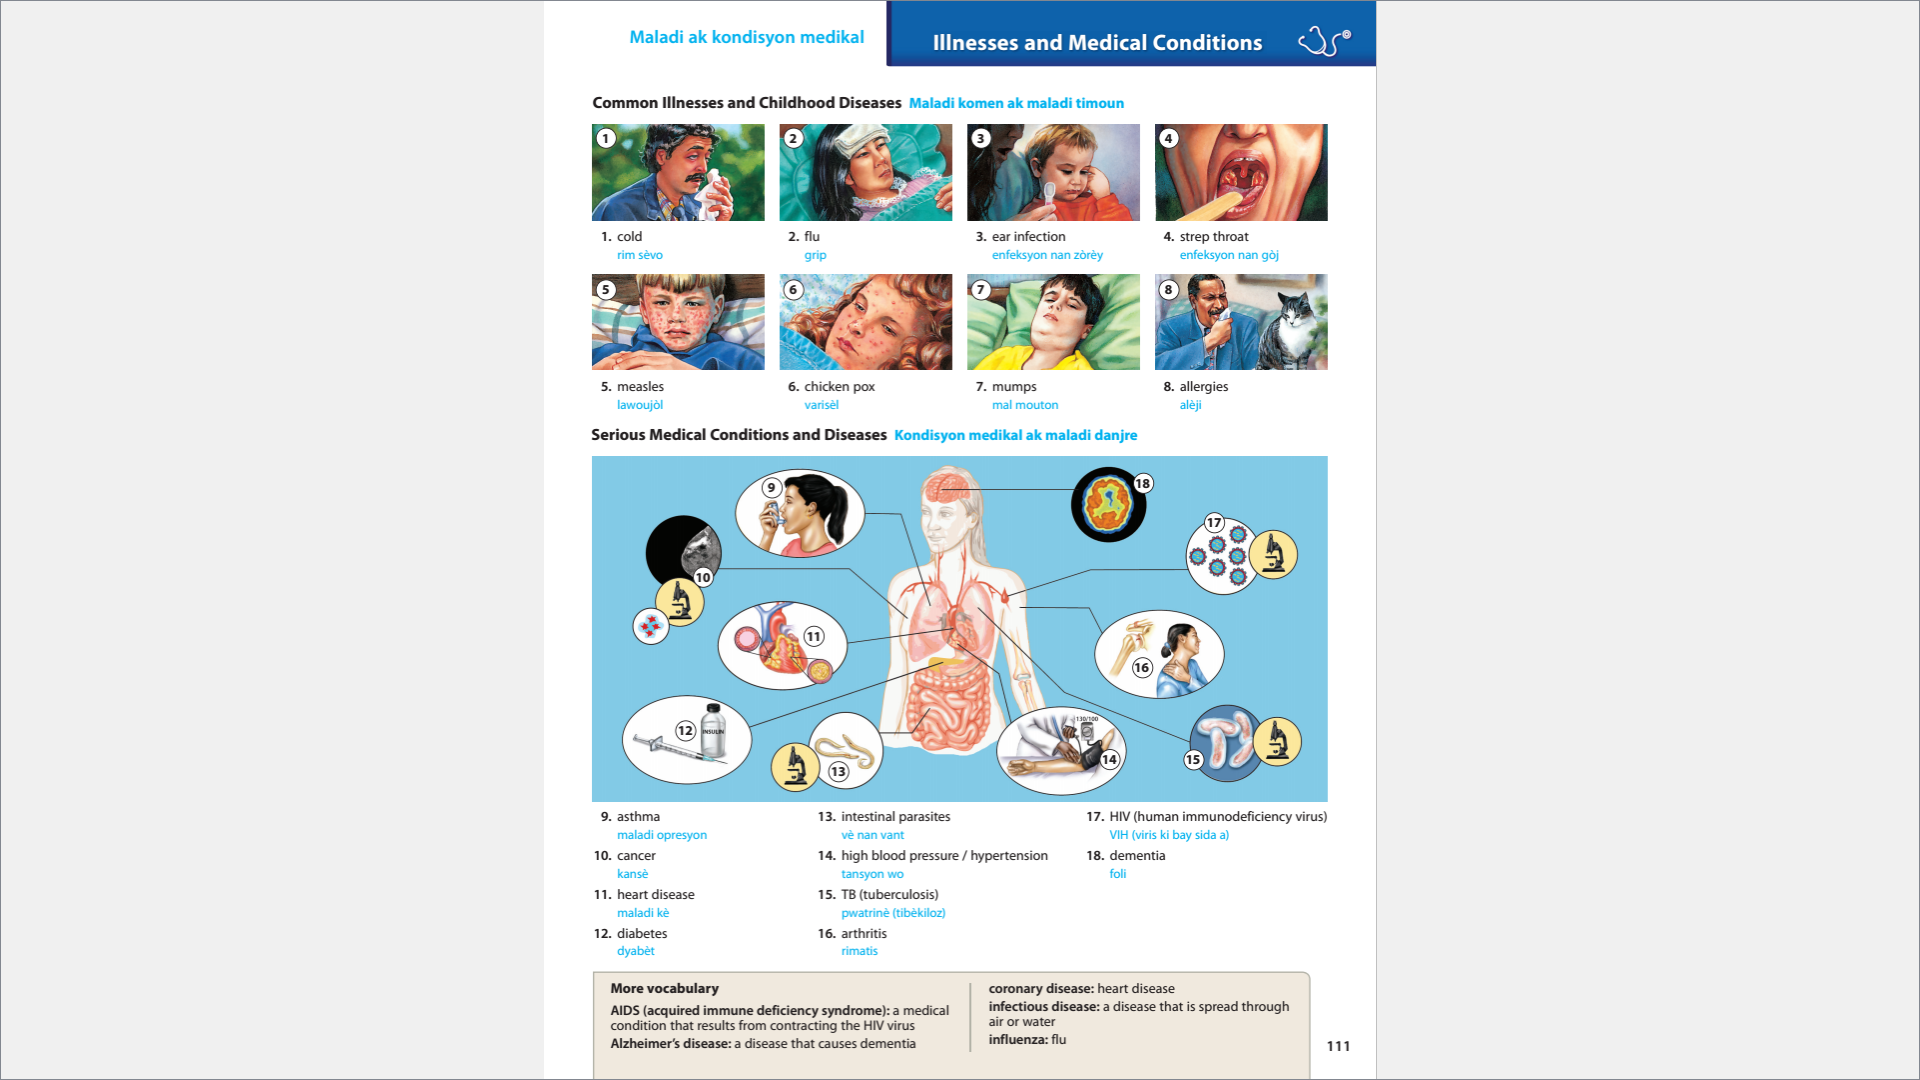 Maladi ak kondisyon medikal
Illnesses and Medical Conditions
Common Illnesses and Childhood Diseases Maladi komen ak maladi timoun
1
2
3
4
1. cold
rim sèvo
2. flu
grip
3. ear infection
enfeksyon nan zòrèy
4. strep throat
enfeksyon nan gòj
5
6
7
8
5. measles
lawoujòl
6. chicken pox
varisèl
7. mumps
mal mouton
8. allergies
alèji
Serious Medical Conditions and Diseases Kondisyon medikal ak maladi danjre
9
18
17
10
11
16
12
INSULIN
13
130/100
14
15
9. asthma
maladi opresyon
10. cancer
kansè
11. heart disease
maladi kè
12. diabetes
dyabèt
13. intestinal parasites
vè nan vant
14. high blood pressure / hypertension
tansyon wo
15. TB (tuberculosis)
pwatrinè (tibèkiloz)
16. arthritis
rimatis
17. HIV (human immunodeficiency virus)
VIH (viris ki bay sida a)
18. dementia
foli
More vocabulary
AIDS (acquired immune deficiency syndrome): a medical
condition that results from contracting the HIV virus
Alzheimer’s disease: a disease that causes dementia
coronary disease: heart disease
infectious disease: a disease that is spread through
air or water
influenza: flu
111